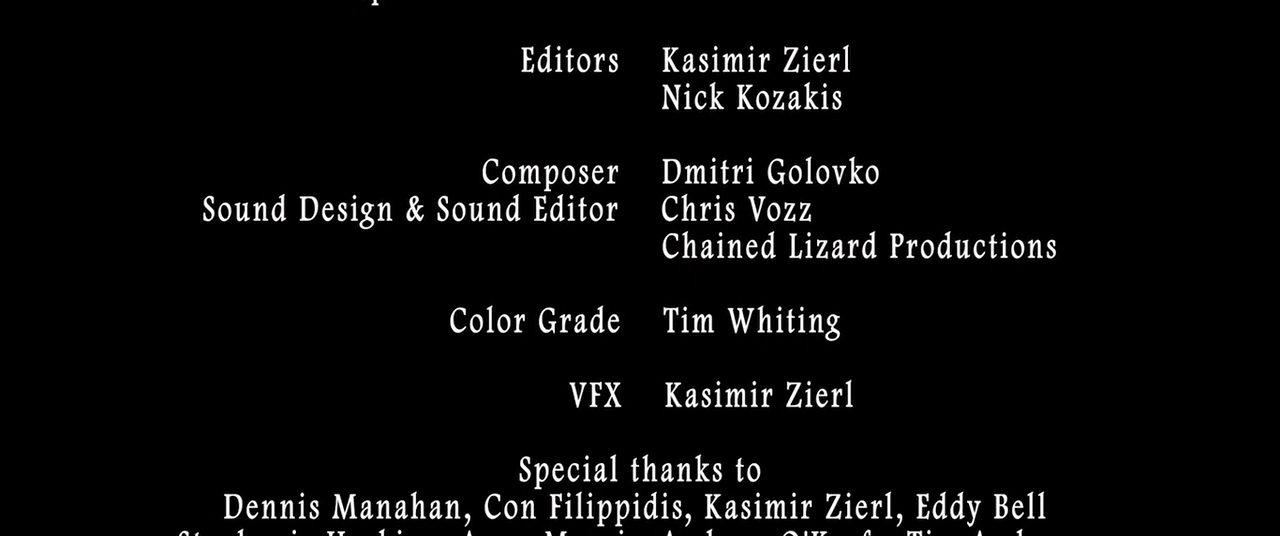 Editors Kasimir Zierl
Nick Kozakis
Composer Dmitri Golovko
Sound Design & Sound Editor Chris Vozz
Chained Lizard Productions
Color Grade Tim Whiting
VFX Kasimir Zierl
Special thanks to
Dennis Manahan, Con Filippidis, Kasimir Zierl, Eddy Bell